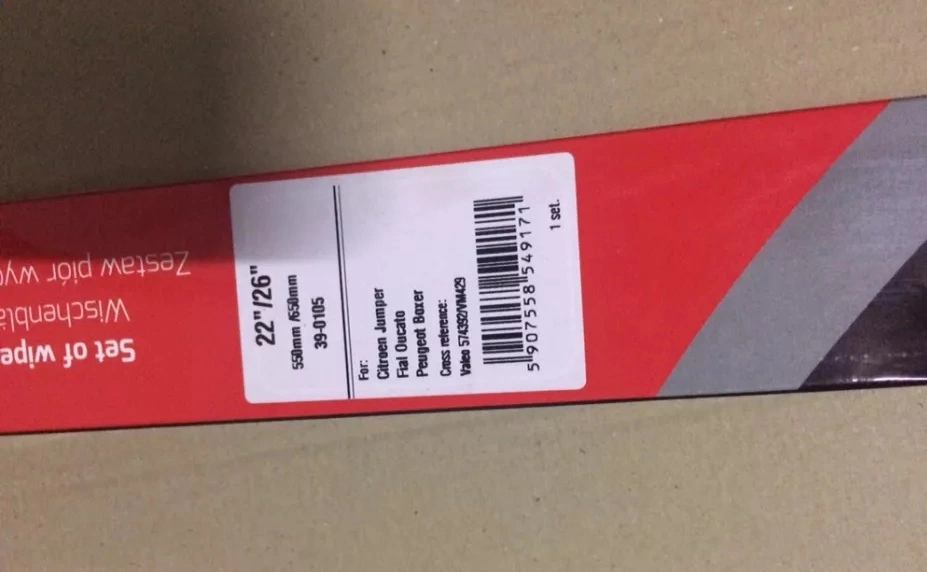 Set of wipe
Wischenblä
Zestaw piór wyc
22"/26"
550mm /650mm
39-0105
For:
Citroen Jumper
Fiat Ducato
Peugeot Boxer
Cross reference:
Valeo 574392/VM429
5 907558 549171
1 set.